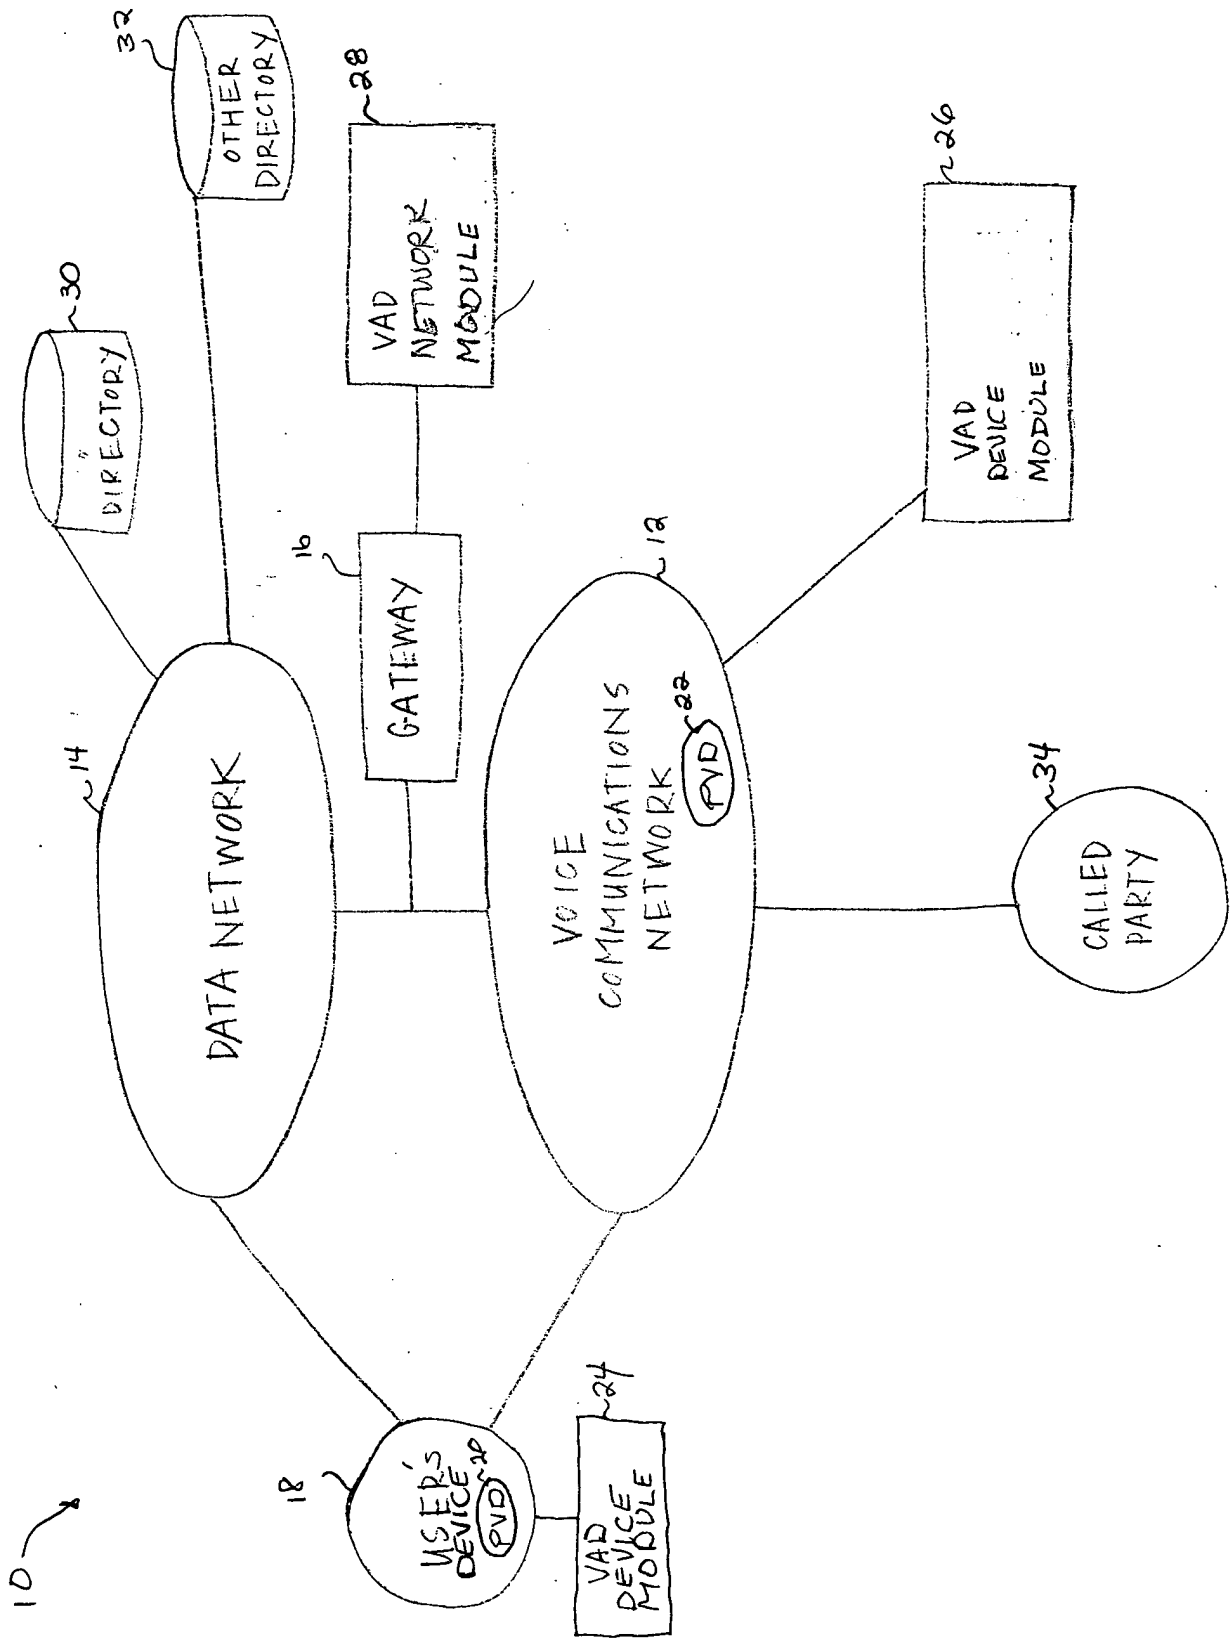 10
18
USER'S
DEVICE
PVD
20
VAD
DEVICE
MODULE
24
14
DATA NETWORK
30
DIRECTORY
32
OTHER
DIRECTORY
16
GATEWAY
28
VAD
NETWORK
MODULE
12
VOICE
COMMUNICATIONS
NETWORK
PVD
22
34
CALLED
PARTY
26
VAD
DEVICE
MODULE